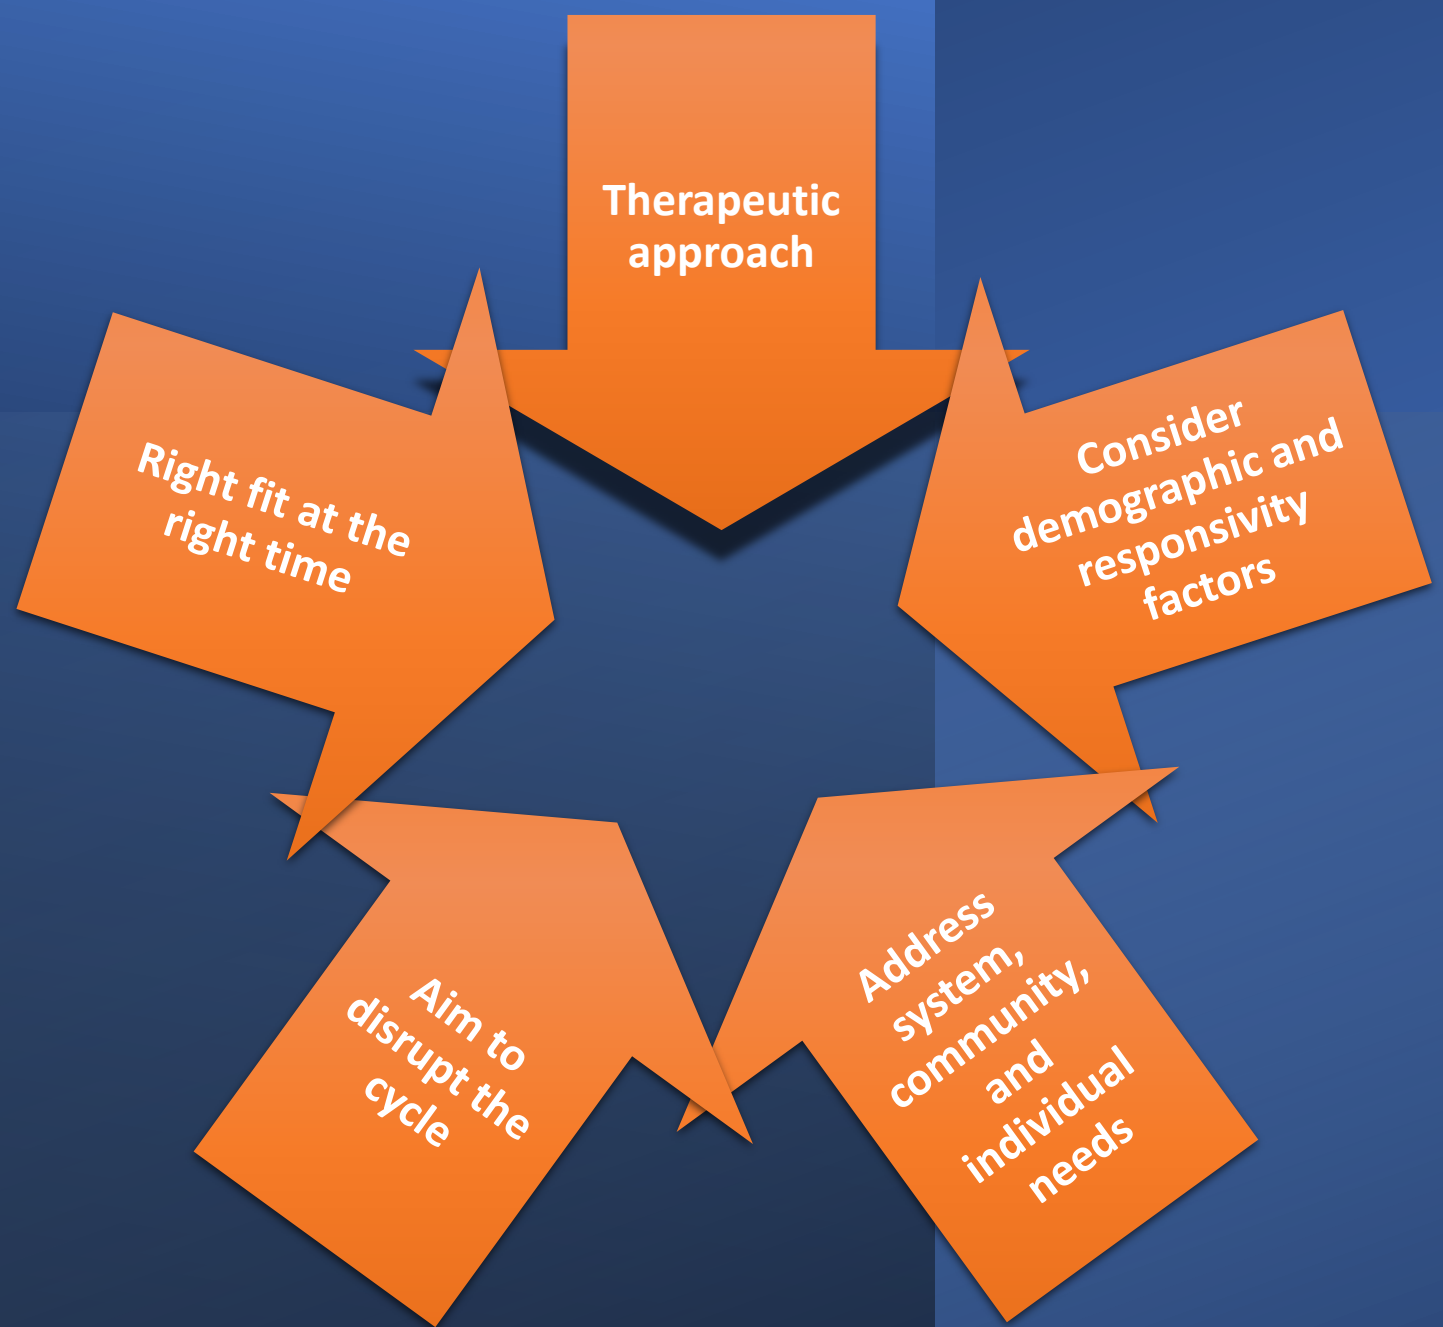 Therapeutic
approach
Consider
demographic and
responsivity
factors
Address
system,
community,
and
individual
needs
Aim to
disrupt the
cycle
Right fit at the
right time